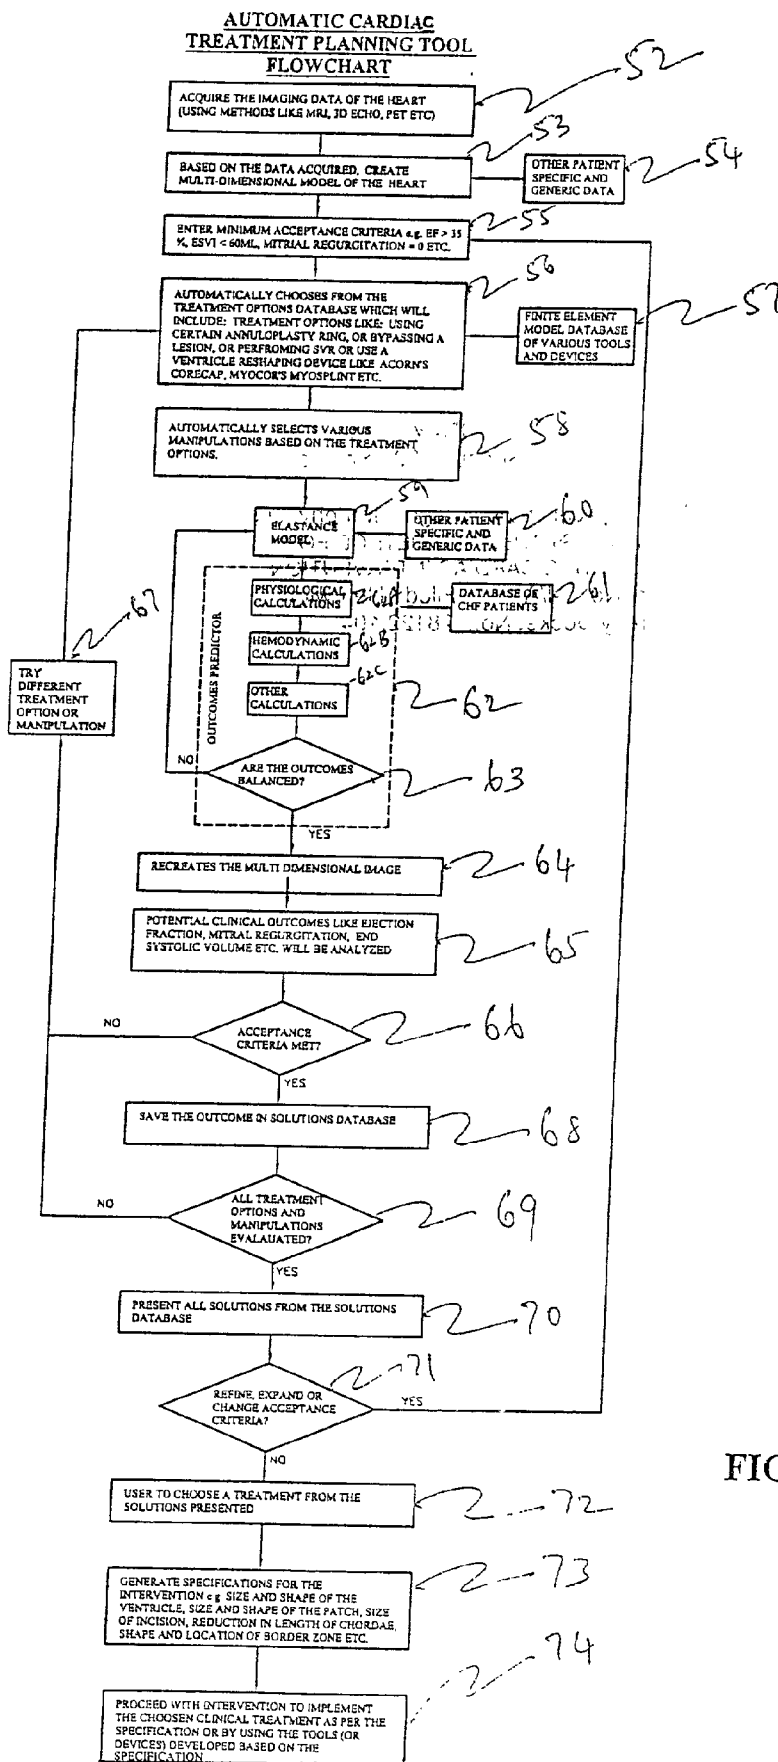 AUTOMATIC CARDIAC
TREATMENT PLANNING TOOL
FLOWCHART
ACQUIRE THE IMAGING DATA OF THE HEART
(USING METHODS LIKE MRI, 3D ECHO, PET ETC)
52
BASED ON THE DATA ACQUIRED, CREATE
MULTI-DIMENSIONAL MODEL OF THE HEART
53
OTHER PATIENT
SPECIFIC AND
GENERIC DATA
54
ENTER MINIMUM ACCEPTANCE CRITERIA e.g. EF > 35
%, ESVI < 60ML, MITRIAL REGURGITATION = 0 ETC.
55
AUTOMATICALLY CHOOSES FROM THE
TREATMENT OPTIONS DATABASE WHICH WILL
INCLUDE: TREATMENT OPTIONS LIKE: USING
CERTAIN ANNULOPLASTY RING, OR BYPASSING A
LESION, OR PERFROMING SVR OR USE A
VENTRICLE RESHAPING DEVICE LIKE ACORN'S
CORECAP, MYOCOR'S MYOSPLINT ETC.
56
FINITE ELEMENT
MODEL DATABASE
OF VARIOUS TOOLS
AND DEVICES
57
AUTOMATICALLY SELECTS VARIOUS
MANIPULATIONS BASED ON THE TREATMENT
OPTIONS.
58
ELASTANCE
MODEL
59
OTHER PATIENT
SPECIFIC AND
GENERIC DATA
60
PHYSIOLOGICAL
CALCULATIONS
62A
DATABASE OF
CHF PATIENTS
61
HEMODYNAMIC
CALCULATIONS
62B
OTHER
CALCULATIONS
62C
OUTCOMES PREDICTOR
62
67
TRY
DIFFERENT
TREATMENT
OPTION OR
MANIPULATION
NO
ARE THE OUTCOMES
BALANCED?
63
YES
RECREATES THE MULTI DIMENSIONAL IMAGE
64
POTENTIAL CLINICAL OUTCOMES LIKE EJECTION
FRACTION, MITRAL REGURGITATION, END
SYSTOLIC VOLUME ETC. WILL BE ANALYZED
65
NO
ACCEPTANCE
CRITERIA MET?
66
YES
SAVE THE OUTCOME IN SOLUTIONS DATABASE
68
NO
ALL TREATMENT
OPTIONS AND
MANIPULATIONS
EVALAUATED?
69
YES
PRESENT ALL SOLUTIONS FROM THE SOLUTIONS
DATABASE
70
REFINE, EXPAND OR
CHANGE ACCEPTANCE
CRITERIA?
71
YES
NO
FIG
USER TO CHOOSE A TREATMENT FROM THE
SOLUTIONS PRESENTED
72
GENERATE SPECIFICATIONS FOR THE
INTERVENTION e.g SIZE AND SHAPE OF THE
VENTRICLE, SIZE AND SHAPE OF THE PATCH, SIZE
OF INCISION, REDUCTION IN LENGTH OF CHORDAE,
SHAPE AND LOCATION OF BORDER ZONE ETC.
73
PROCEED WITH INTERVENTION TO IMPLEMENT
THE CHOOSEN CLINICAL TREATMENT AS PER THE
SPECIFICATION OR BY USING THE TOOLS (OR
DEVICES) DEVELOPED BASED ON THE
SPECIFICATION
74